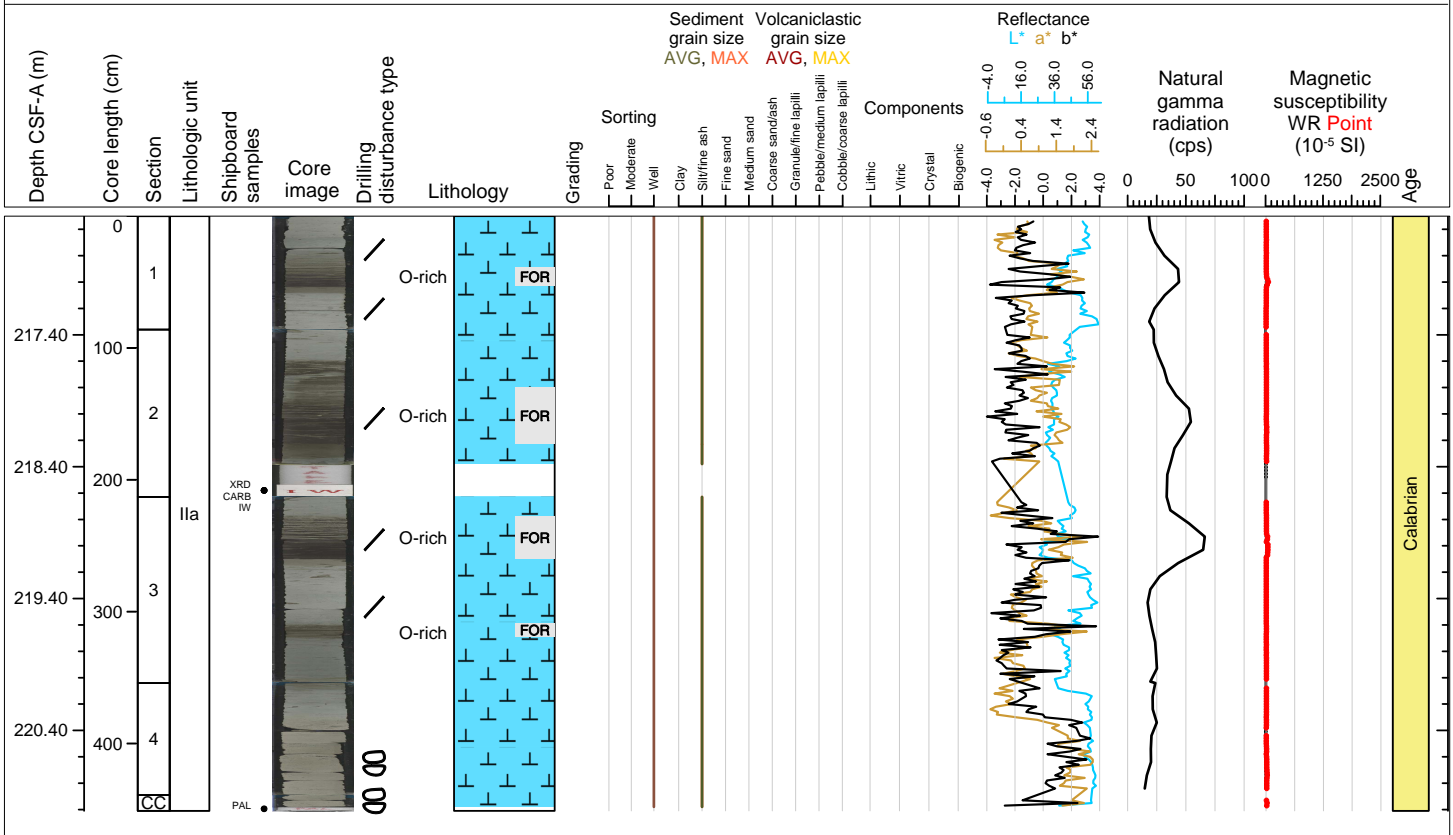 Depth CSF-A (m)
Core length (cm)
Section
Lithologic unit
Shipboard
samples
Core
image
Drilling
disturbance type
Lithology
Grading
Sorting
Poor
Moderate
Well
Sediment
grain size
AVG, MAX
Volcaniclastic
grain size
AVG, MAX
Clay
Silt/fine ash
Fine sand
Medium sand
Coarse sand/ash
Granule/fine lapilli
Pebble/medium lapilli
Cobble/coarse lapilli
Components
Lithic
Vitric
Crystal
Biogenic
Reflectance
L* a* b*
-4.0 16.0 36.0 56.0
-0.6 0.4 1.4 2.4
-4.0 -2.0 0.0 2.0 4.0
Natural
gamma
radiation
(cps)
0 50 100
Magnetic
susceptibility
WR Point
(10-5 SI)
0 1250 2500
Age
0
1
O-rich FOR
217.40
100
2
O-rich FOR
218.40
200
XRD
CARB
IW
I W
IIa
O-rich FOR
3
219.40
300
O-rich FOR
220.40
400
4
CC
PAL
Calabrian